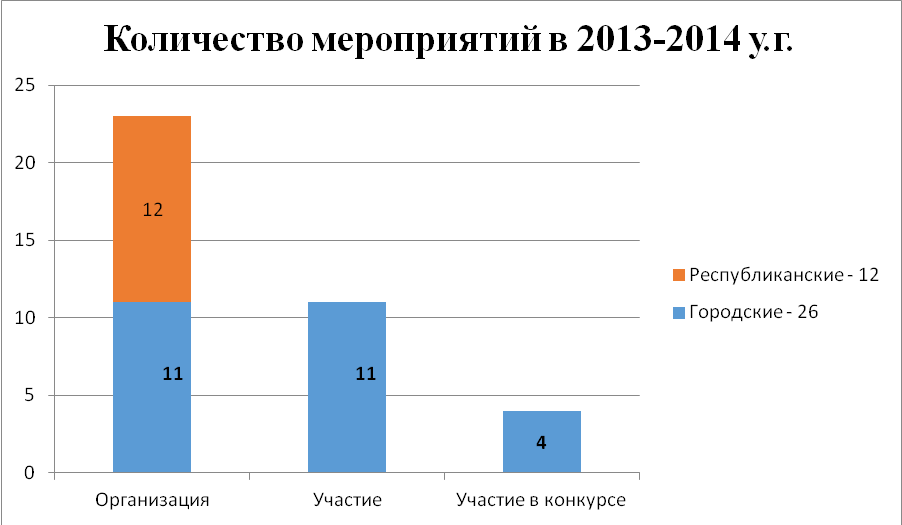 Количество мероприятий в 2013-2014 у.г.
25
20
15
10
5
0
12
11
11
4
Организация
Участие
Участие в конкурсе
Республиканские - 12
Городские - 26